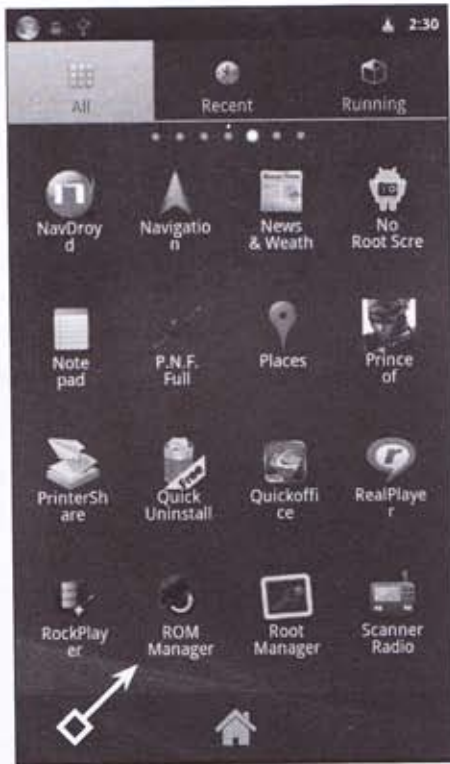 2:30
All
Recent
Running
NavDroy
d
Navigatio
n
News
& Weath
No
Root Scre
Note
pad
P.N.F.
Full
Places
Prince
of
PrinterSh
are
Quick
Uninstall
Quickoffi
ce
RealPlaye
r
RockPlay
er
ROM
Manager
Root
Manager
Scanner
Radio